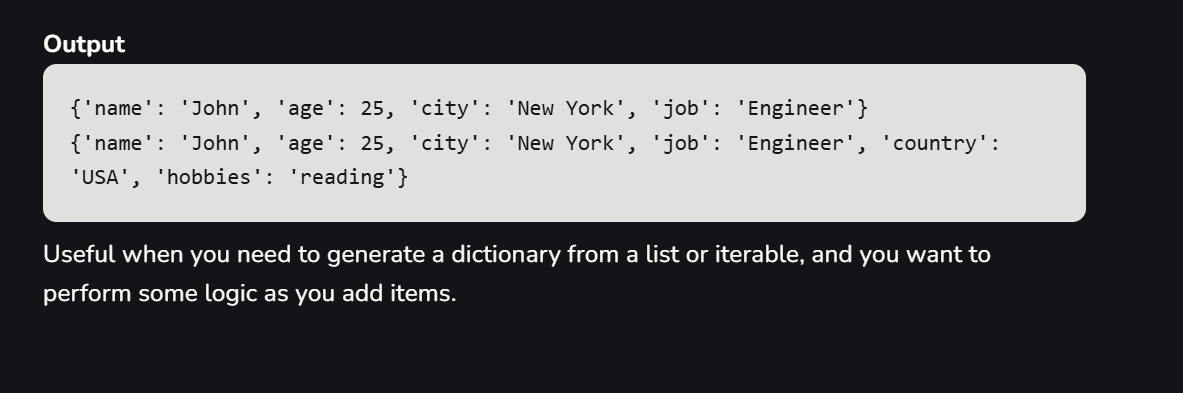 Output
{'name': 'John', 'age': 25, 'city': 'New York', 'job': 'Engineer'}
{'name': 'John', 'age': 25, 'city': 'New York', 'job': 'Engineer', 'country':
'USA', 'hobbies': 'reading'}
Useful when you need to generate a dictionary from a list or iterable, and you want to
perform some logic as you add items.